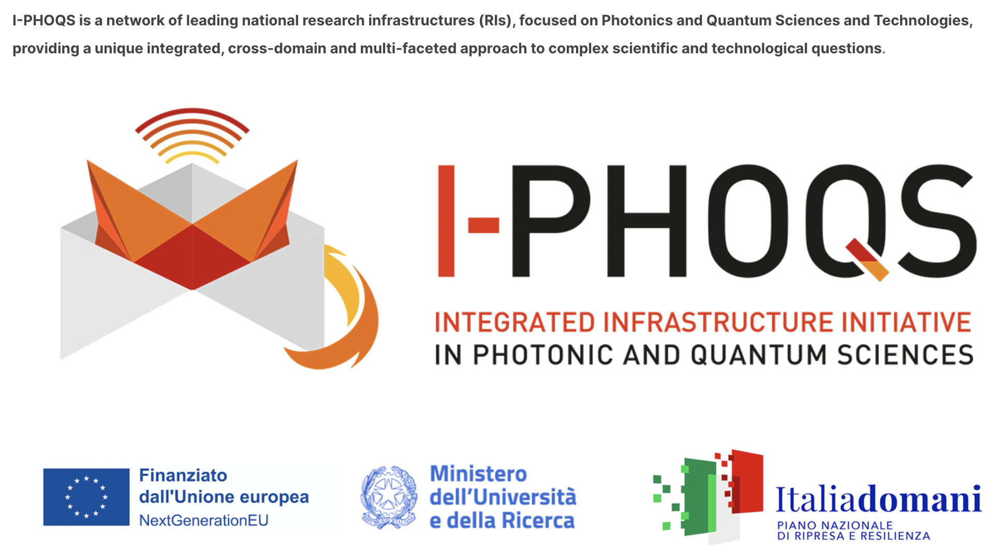 I-PHOQS is a network of leading national research infrastructures (RIs), focused on Photonics and Quantum Sciences and Technologies,
providing a unique integrated, cross-domain and multi-faceted approach to complex scientific and technological questions.
I-PHOQS
INTEGRATED INFRASTRUCTURE INITIATIVE
IN PHOTONIC AND QUANTUM SCIENCES
Finanziato
dall'Unione europea
NextGenerationEU
Ministero
dell'Università
e della Ricerca
Italiadomani
PIANO NAZIONALE
DI RIPRESA E RESILIENZA